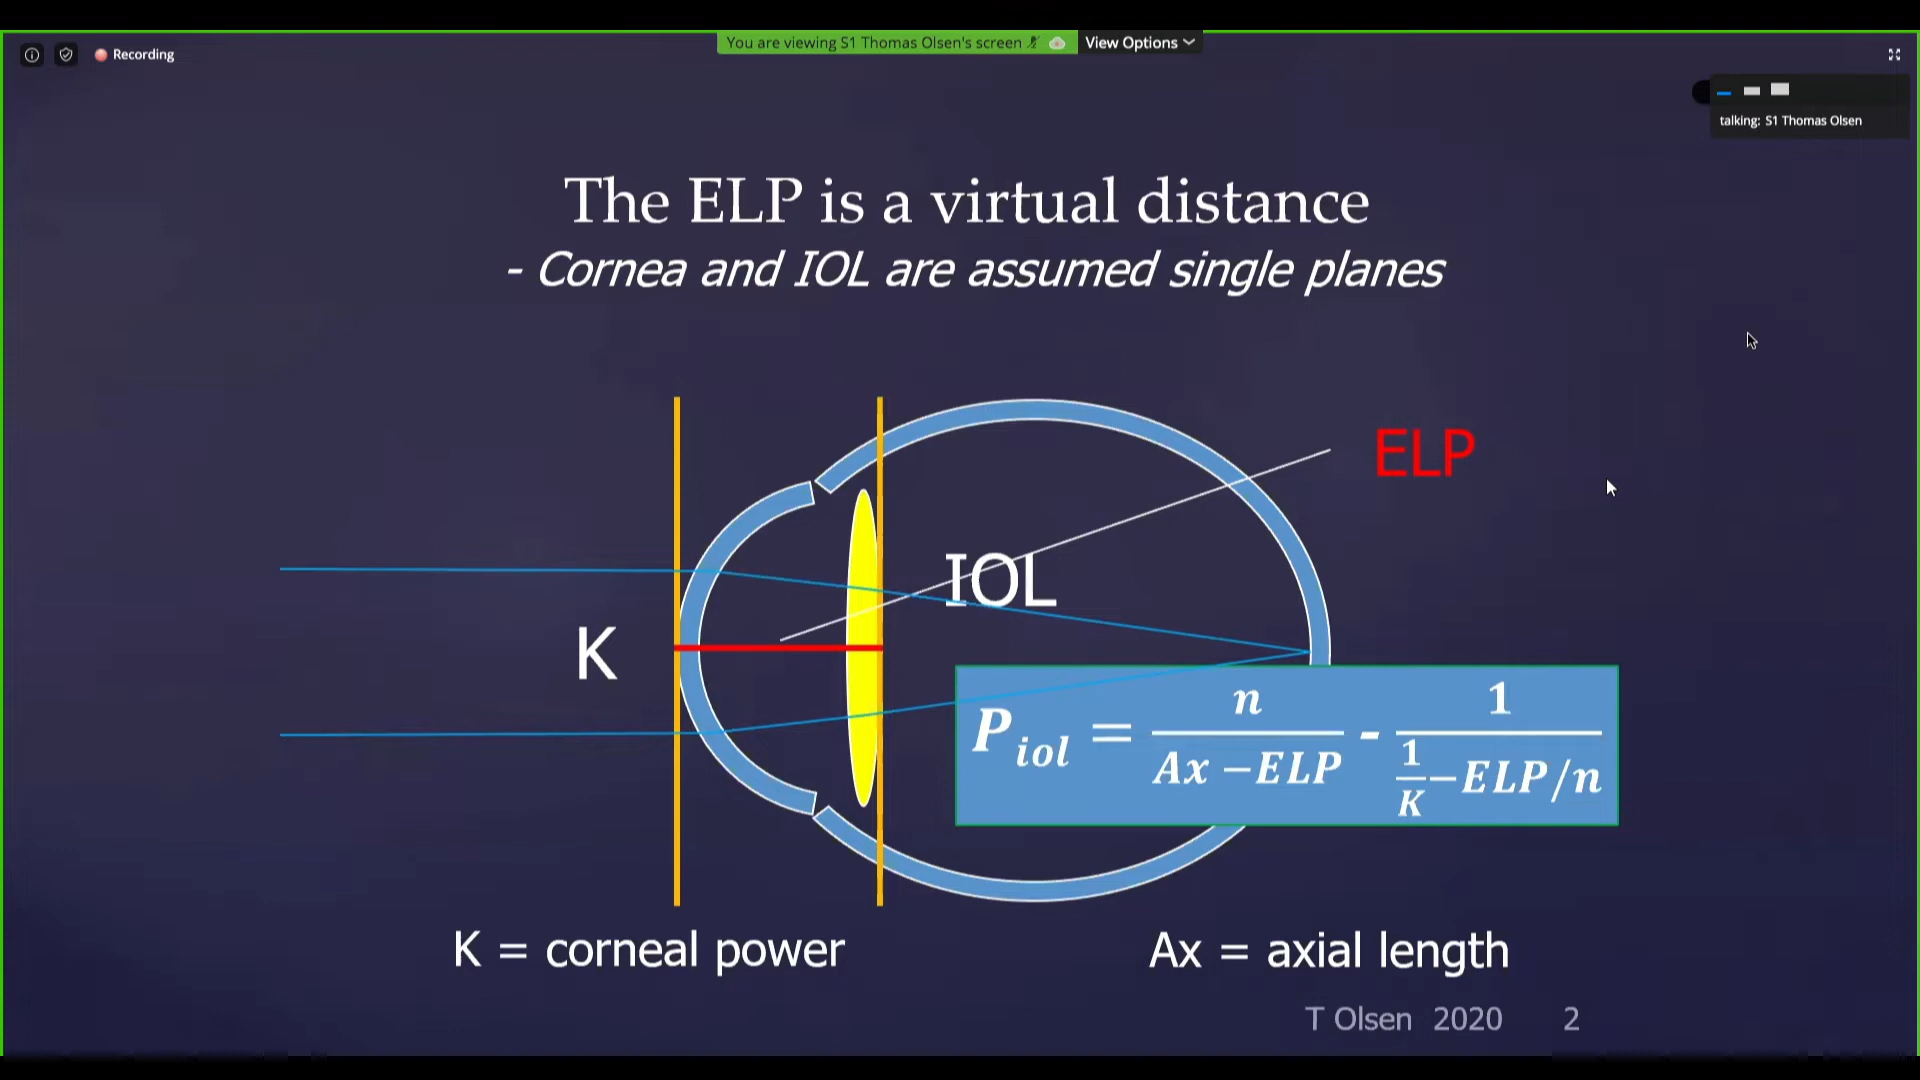 You are viewing S1 Thomas Olsen's screen
View Options
Recording
talking: S1 Thomas Olsen
The ELP is a virtual distance
- Cornea and IOL are assumed single planes
ELP
IOL
K
P_iol = n/(Ax – ELP) - 1/(1/K – ELP/n)
K = corneal power
Ax = axial length
T Olsen 2020 2